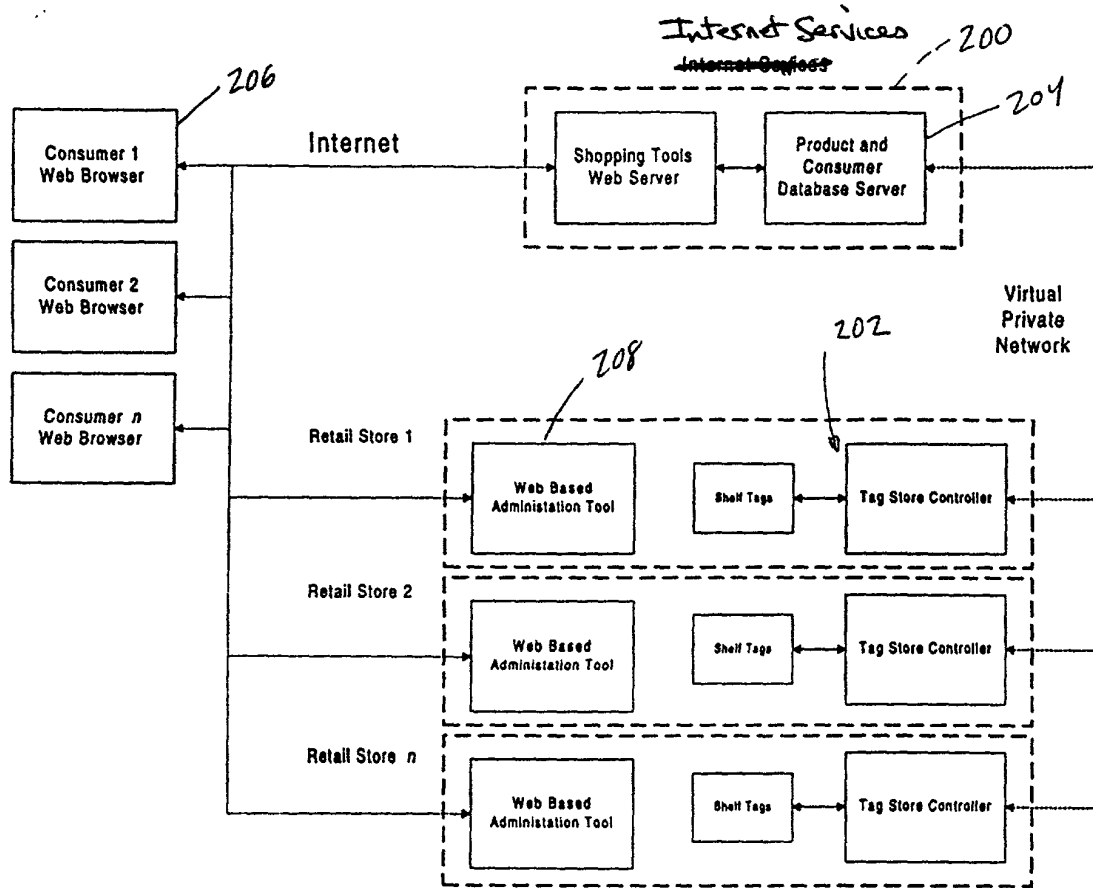 Internet Services
Internet Services
200
206
204
Consumer 1
Web Browser
Internet
Shopping Tools
Web Server
Product and
Consumer
Database Server
Consumer 2
Web Browser
Virtual
Private
Network
202
208
Consumer n
Web Browser
Retail Store 1
Web Based
Administation Tool
Shelf Tags
Tag Store Controller
Retail Store 2
Web Based
Administation Tool
Shelf Tags
Tag Store Controller
Retail Store n
Web Based
Administation Tool
Shelf Tags
Tag Store Controller